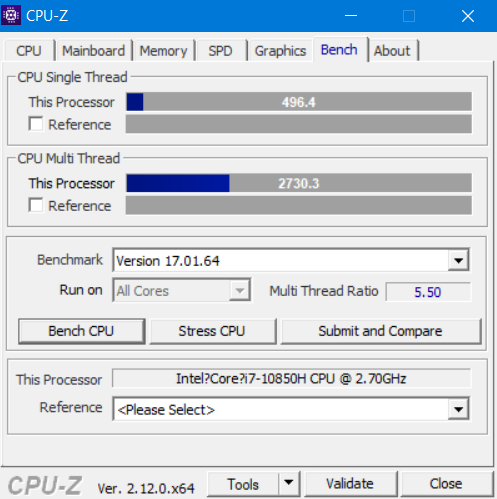 CPU-Z
CPU Mainboard Memory SPD Graphics Bench About
CPU Single Thread
This Processor 496.4
Reference
CPU Multi Thread
This Processor 2730.3
Reference
Benchmark Version 17.01.64
Run on All Cores Multi Thread Ratio 5.50
Bench CPU Stress CPU Submit and Compare
This Processor Intel?Core?i7-10850H CPU @ 2.70GHz
Reference <Please Select>
CPU-Z Ver. 2.12.0.x64 Tools Validate Close